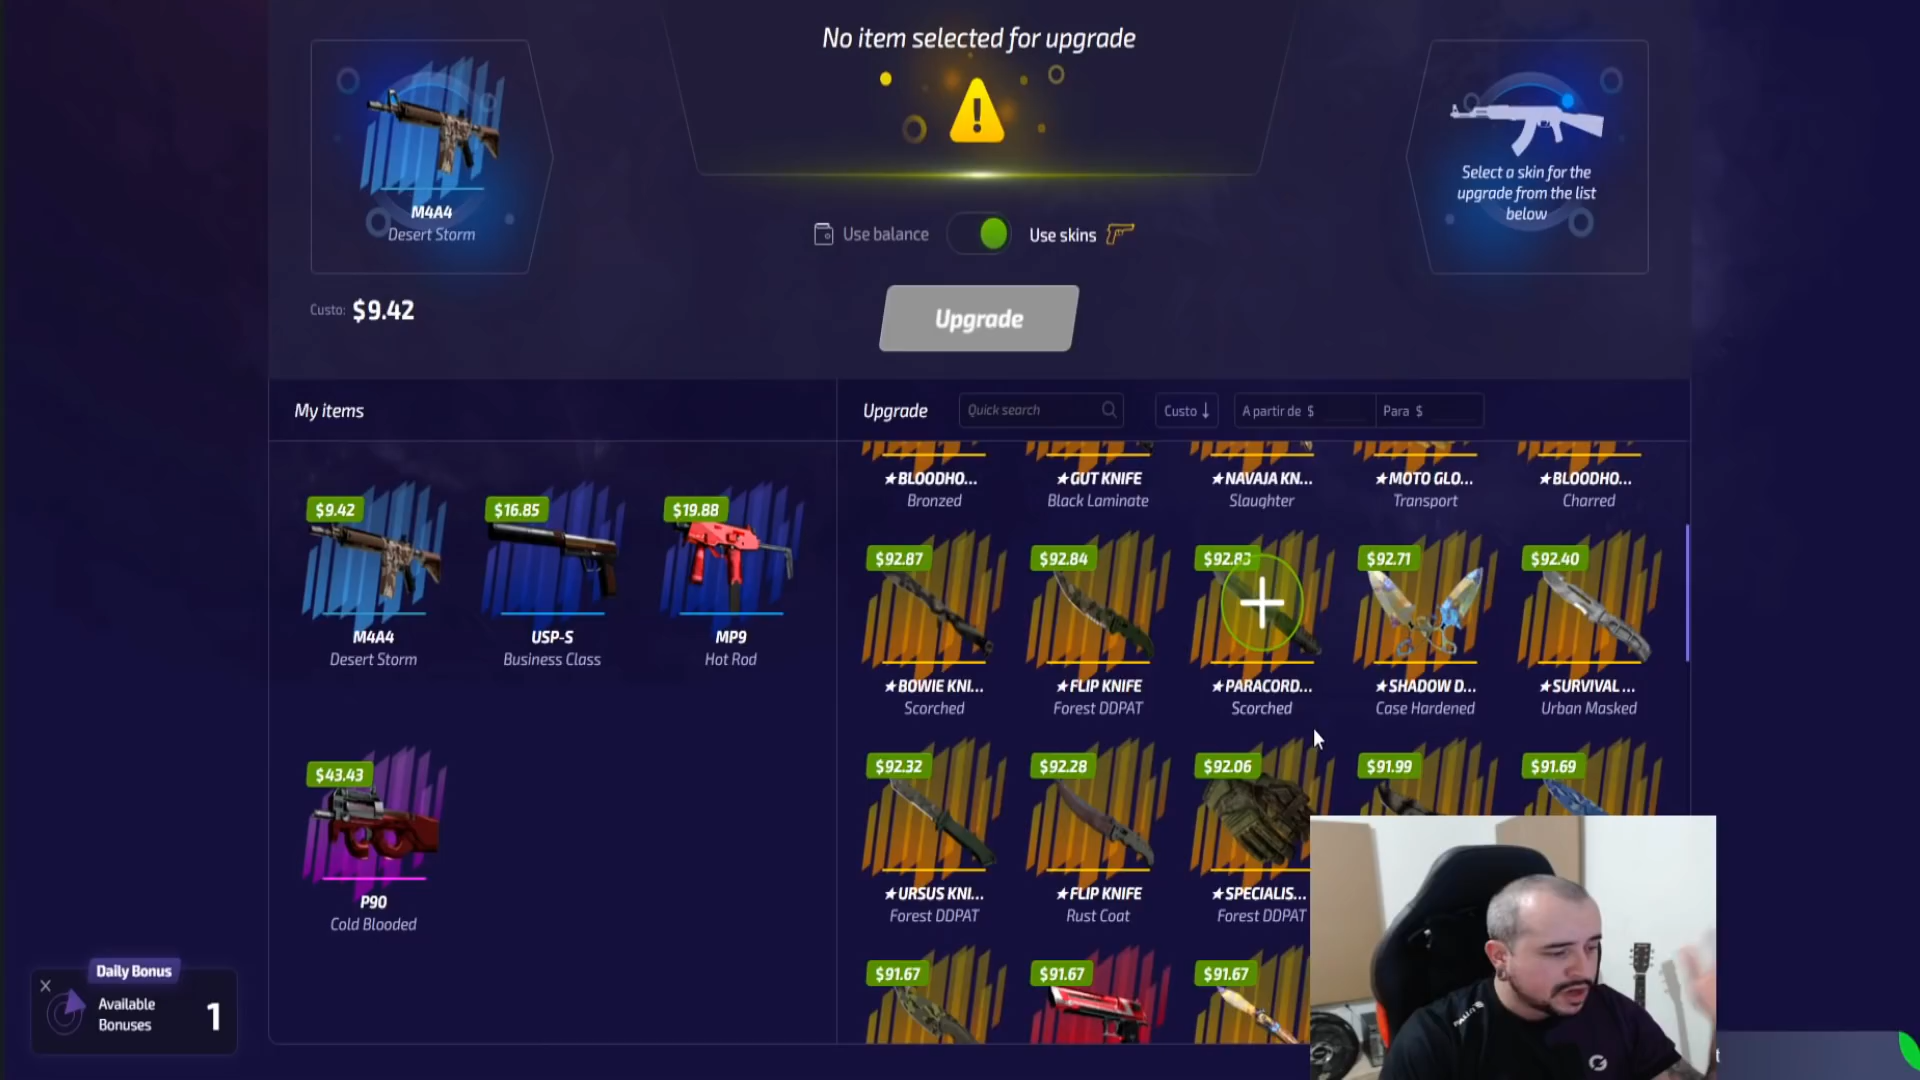 No item selected for upgrade
M4A4
Desert Storm
Select a skin for the
upgrade from the list
below
Use balance
Use skins
Custo: $9.42
Upgrade
My items
Upgrade
Quick search
Custo ↓
A partir de $
Para $
★BLOODHO...
★GUT KNIFE
★NAVAJA KN...
★MOTO GLO...
★BLOODHO...
Bronzed
Black Laminate
Slaughter
Transport
Charred
$9.42
$16.85
$19.88
M4A4
USP-S
MP9
Desert Storm
Business Class
Hot Rod
$43.43
P90
Cold Blooded
$92.87
$92.84
$92.71
$92.40
★BOWIE KNI...
★FLIP KNIFE
★PARACORD...
★SHADOW D...
★SURVIVAL ...
Scorched
Forest DDPAT
Scorched
Case Hardened
Urban Masked
$92.32
$92.28
$92.06
$91.99
$91.69
★URSUS KNI...
★FLIP KNIFE
★SPECIALIS...
Forest DDPAT
Rust Coat
Forest DDPAT
$91.67
$91.67
$91.67
Daily Bonus
Available
Bonuses
1